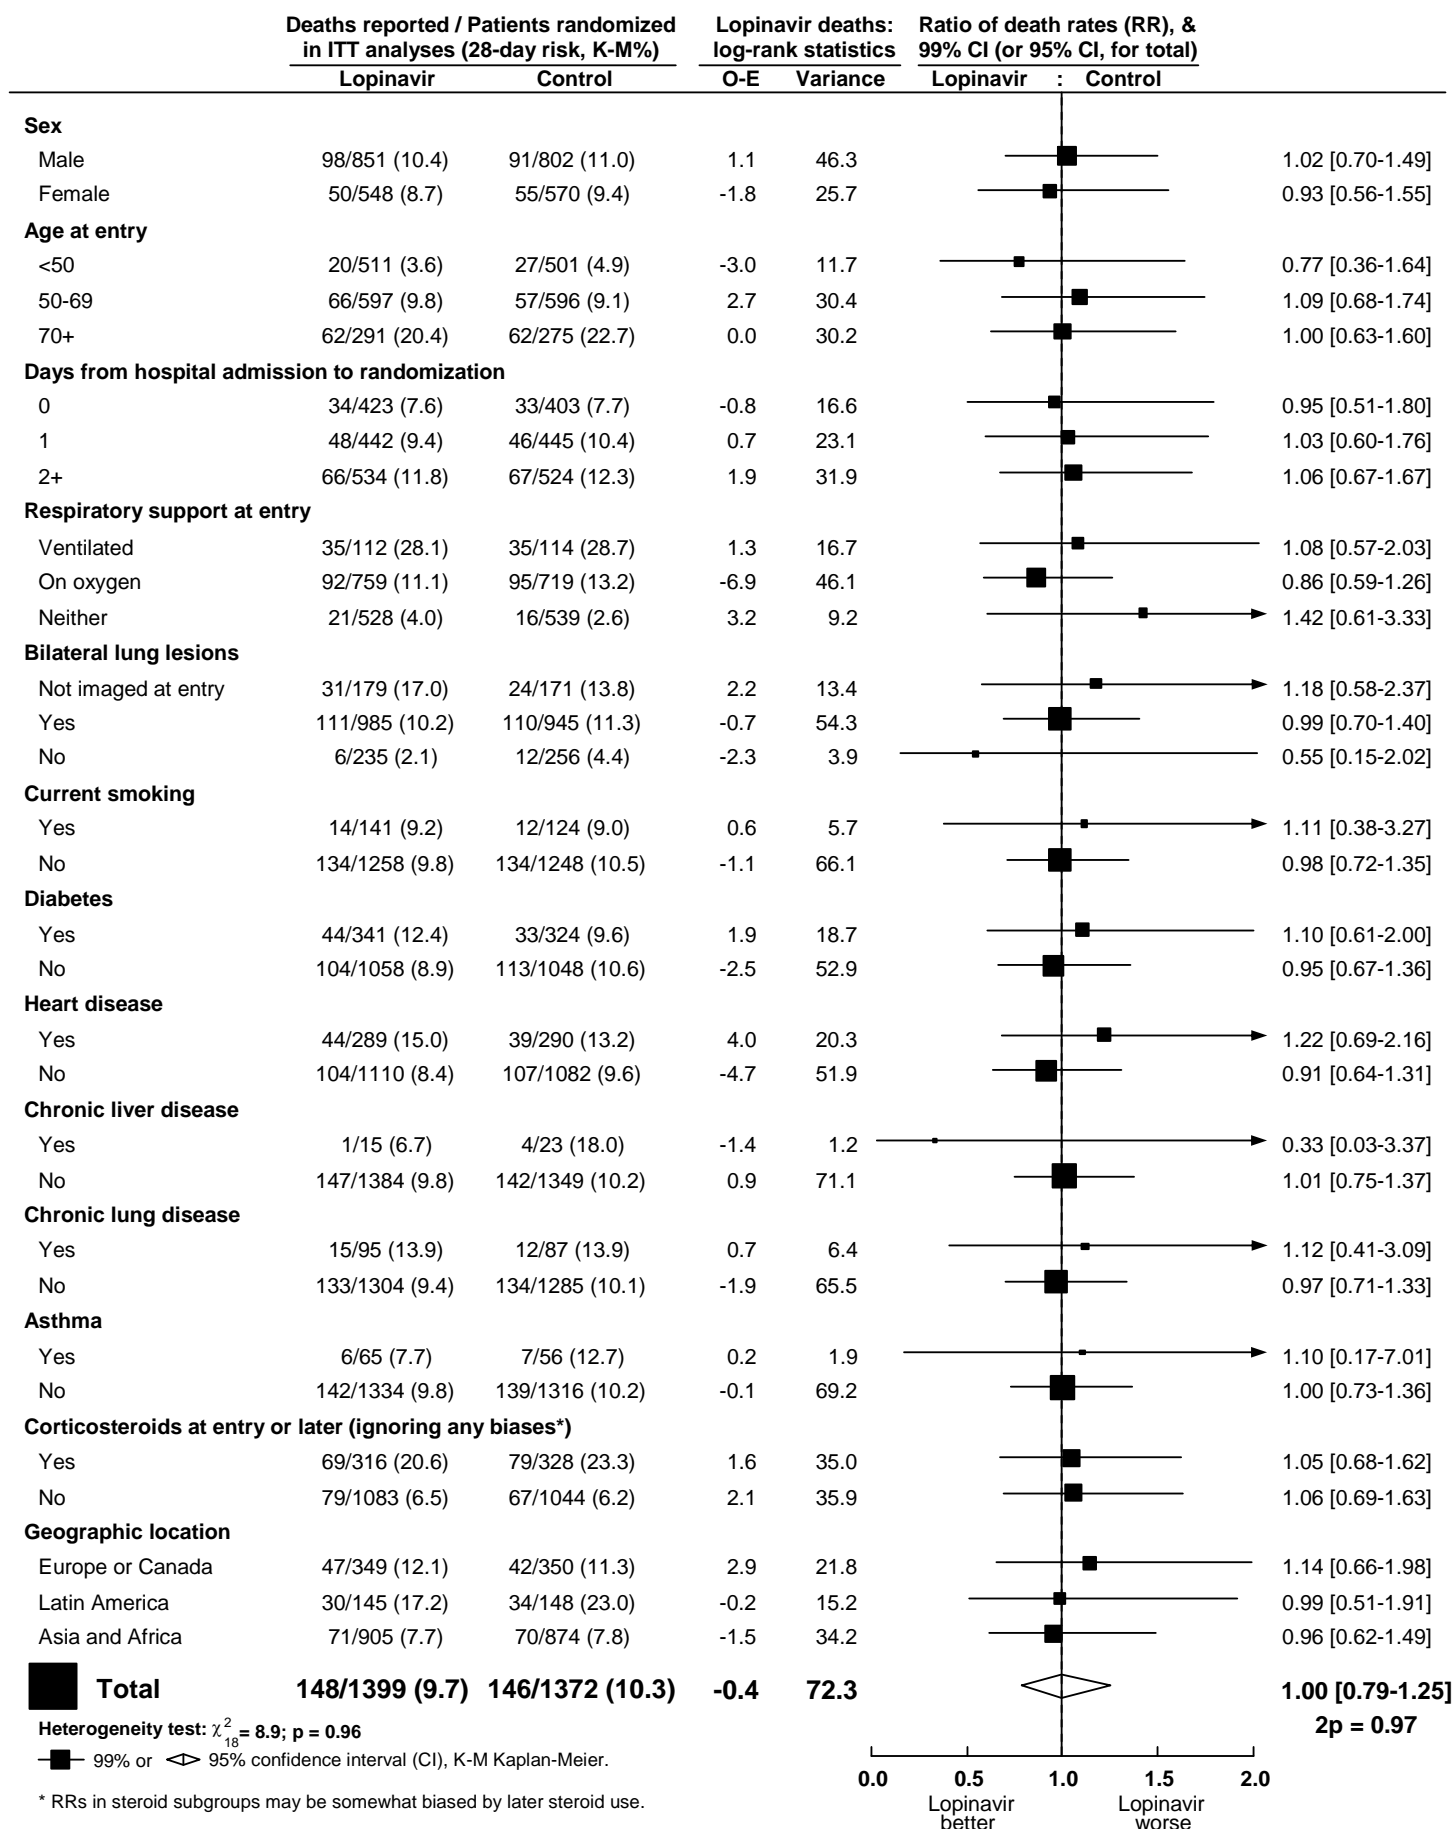 Deaths reported / Patients randomized Lopinavir deaths: Ratio of death rates (RR), &
in ITT analyses (28-day risk, K-M%) log-rank statistics 99% CI (or 95% CI, for total)
Lopinavir Control O-E Variance Lopinavir : Control
Sex
Male 98/851 (10.4) 91/802 (11.0) 1.1 46.3 1.02 [0.70-1.49]
Female 50/548 (8.7) 55/570 (9.4) -1.8 25.7 0.93 [0.56-1.55]
Age at entry
<50 20/511 (3.6) 27/501 (4.9) -3.0 11.7 0.77 [0.36-1.64]
50-69 66/597 (9.8) 57/596 (9.1) 2.7 30.4 1.09 [0.68-1.74]
70+ 62/291 (20.4) 62/275 (22.7) 0.0 30.2 1.00 [0.63-1.60]
Days from hospital admission to randomization
0 34/423 (7.6) 33/403 (7.7) -0.8 16.6 0.95 [0.51-1.80]
1 48/442 (9.4) 46/445 (10.4) 0.7 23.1 1.03 [0.60-1.76]
2+ 66/534 (11.8) 67/524 (12.3) 1.9 31.9 1.06 [0.67-1.67]
Respiratory support at entry
Ventilated 35/112 (28.1) 35/114 (28.7) 1.3 16.7 1.08 [0.57-2.03]
On oxygen 92/759 (11.1) 95/719 (13.2) -6.9 46.1 0.86 [0.59-1.26]
Neither 21/528 (4.0) 16/539 (2.6) 3.2 9.2 1.42 [0.61-3.33]
Bilateral lung lesions
Not imaged at entry 31/179 (17.0) 24/171 (13.8) 2.2 13.4 1.18 [0.58-2.37]
Yes 111/985 (10.2) 110/945 (11.3) -0.7 54.3 0.99 [0.70-1.40]
No 6/235 (2.1) 12/256 (4.4) -2.3 3.9 0.55 [0.15-2.02]
Current smoking
Yes 14/141 (9.2) 12/124 (9.0) 0.6 5.7 1.11 [0.38-3.27]
No 134/1258 (9.8) 134/1248 (10.5) -1.1 66.1 0.98 [0.72-1.35]
Diabetes
Yes 44/341 (12.4) 33/324 (9.6) 1.9 18.7 1.10 [0.61-2.00]
No 104/1058 (8.9) 113/1048 (10.6) -2.5 52.9 0.95 [0.67-1.36]
Heart disease
Yes 44/289 (15.0) 39/290 (13.2) 4.0 20.3 1.22 [0.69-2.16]
No 104/1110 (8.4) 107/1082 (9.6) -4.7 51.9 0.91 [0.64-1.31]
Chronic liver disease
Yes 1/15 (6.7) 4/23 (18.0) -1.4 1.2 0.33 [0.03-3.37]
No 147/1384 (9.8) 142/1349 (10.2) 0.9 71.1 1.01 [0.75-1.37]
Chronic lung disease
Yes 15/95 (13.9) 12/87 (13.9) 0.7 6.4 1.12 [0.41-3.09]
No 133/1304 (9.4) 134/1285 (10.1) -1.9 65.5 0.97 [0.71-1.33]
Asthma
Yes 6/65 (7.7) 7/56 (12.7) 0.2 1.9 1.10 [0.17-7.01]
No 142/1334 (9.8) 139/1316 (10.2) -0.1 69.2 1.00 [0.73-1.36]
Corticosteroids at entry or later (ignoring any biases*)
Yes 69/316 (20.6) 79/328 (23.3) 1.6 35.0 1.05 [0.68-1.62]
No 79/1083 (6.5) 67/1044 (6.2) 2.1 35.9 1.06 [0.69-1.63]
Geographic location
Europe or Canada 47/349 (12.1) 42/350 (11.3) 2.9 21.8 1.14 [0.66-1.98]
Latin America 30/145 (17.2) 34/148 (23.0) -0.2 15.2 0.99 [0.51-1.91]
Asia and Africa 71/905 (7.7) 70/874 (7.8) -1.5 34.2 0.96 [0.62-1.49]
Total 148/1399 (9.7) 146/1372 (10.3) -0.4 72.3 1.00 [0.79-1.25]
Heterogeneity test: χ²₁₈ = 8.9; p = 0.96 2p = 0.97
99% or 95% confidence interval (CI), K-M Kaplan-Meier.
0.0 0.5 1.0 1.5 2.0
* RRs in steroid subgroups may be somewhat biased by later steroid use.
Lopinavir Lopinavir
better worse